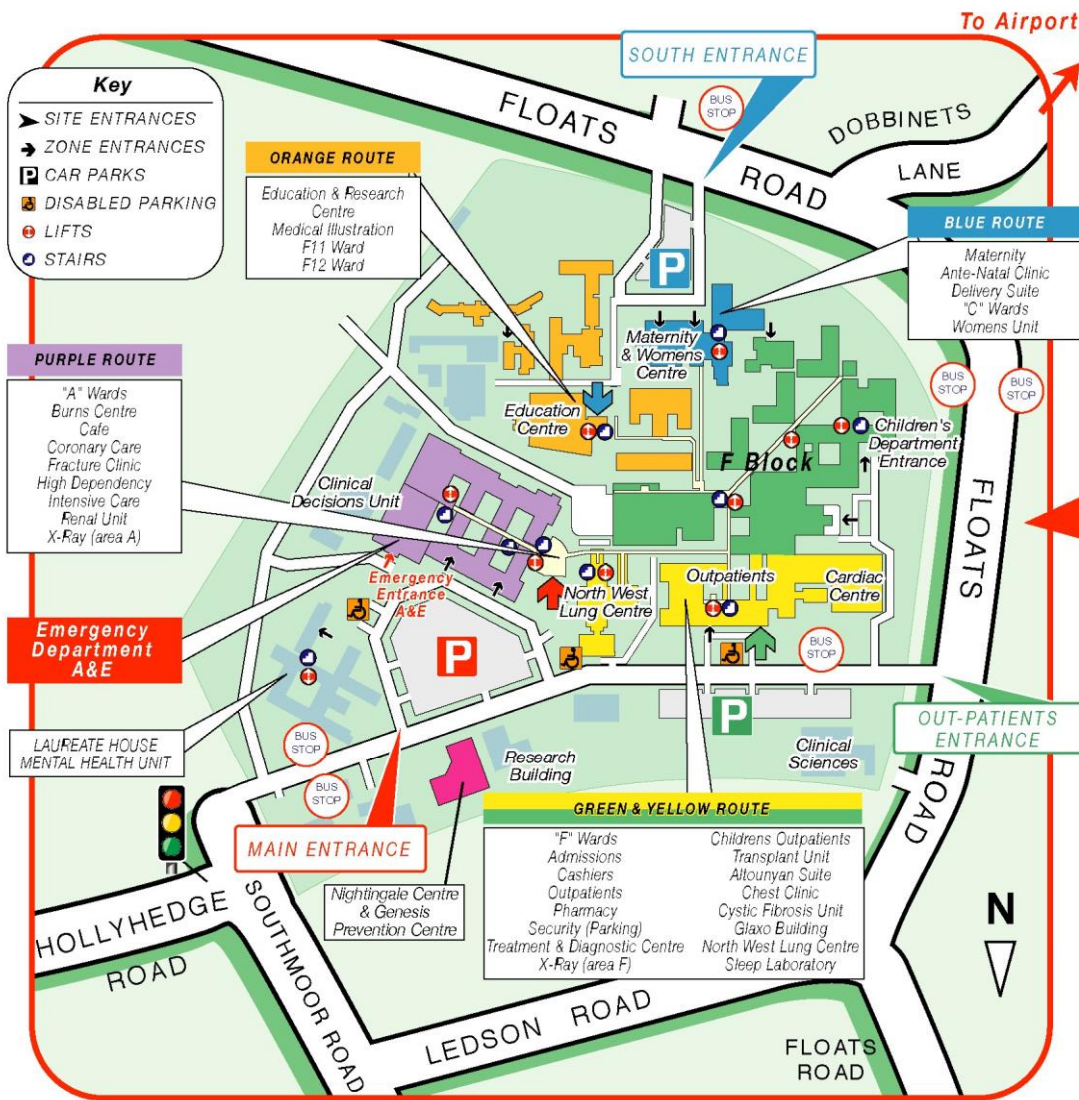 To Airport
SOUTH ENTRANCE
Key
SITE ENTRANCES
ZONE ENTRANCES
P CAR PARKS
DISABLED PARKING
LIFTS
STAIRS
FLOATS
ROAD
BUS
STOP
DOBBINETS
LANE
ORANGE ROUTE
Education & Research
Centre
Medical Illustration
F11 Ward
F12 Ward
BLUE ROUTE
Maternity
Ante-Natal Clinic
Delivery Suite
"C" Wards
Womens Unit
P
Maternity
& Womens
Centre
PURPLE ROUTE
"A" Wards
Burns Centre
Cafe
Coronary Care
Fracture Clinic
High Dependency
Intensive Care
Renal Unit
X-Ray (area A)
BUS
STOP
BUS
STOP
Education
Centre
Children's
Department
Entrance
F Block
Clinical
Decisions Unit
FLOATS
ROAD
Emergency
Entrance
A&E
North West
Lung Centre
Outpatients
Cardiac
Centre
Emergency
Department
A&E
P
BUS
STOP
P
OUT-PATIENTS
ENTRANCE
LAUREATE HOUSE
MENTAL HEALTH UNIT
BUS
STOP
BUS
STOP
Research
Building
Clinical
Sciences
MAIN ENTRANCE
Nightingale Centre
& Genesis
Prevention Centre
GREEN & YELLOW ROUTE
"F" Wards
Admissions
Cashiers
Outpatients
Pharmacy
Security (Parking)
Treatment & Diagnostic Centre
X-Ray (area F)
Childrens Outpatients
Transplant Unit
Altounyan Suite
Chest Clinic
Cystic Fibrosis Unit
Glaxo Building
North West Lung Centre
Sleep Laboratory
N
HOLLYHEDGE
ROAD
SOUTHMOOR ROAD
LEDSON ROAD
FLOATS
ROAD